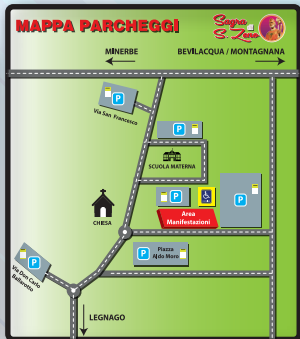 MAPPA PARCHEGGI
Sagra
S. Zeno
MINERBE
BEVILACQUA / MONTAGNANA
P
Via San Francesco
P
SCUOLA MATERNA
P
P
CHIESA
Area
Manifestazioni
P
Piazza
Aldo Moro
P
Via Don Carlo
Ballarotto
LEGNAGO